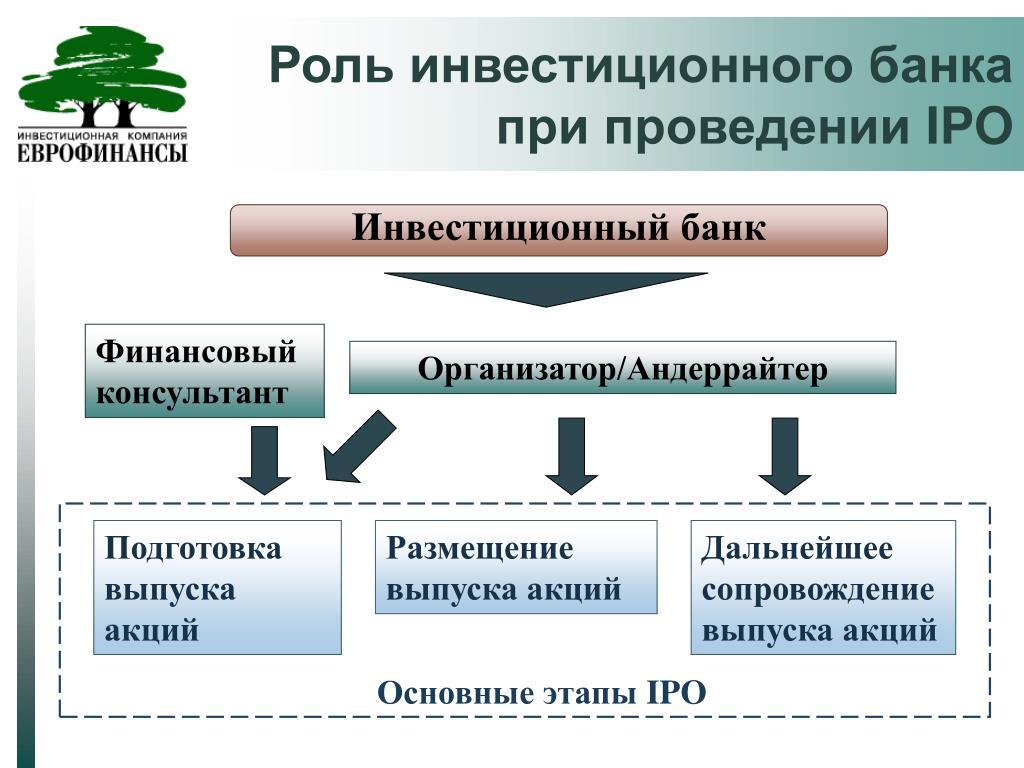 Роль инвестиционного банка
при проведении IPO
ИНВЕСТИЦИОННАЯ КОМПАНИЯ
ЕВРОФИНАНСЫ
Инвестиционный банк
Финансовый
консультант
Организатор/Андеррайтер
Подготовка
выпуска
акций
Размещение
выпуска акций
Дальнейшее
сопровождение
выпуска акций
Основные этапы IPO